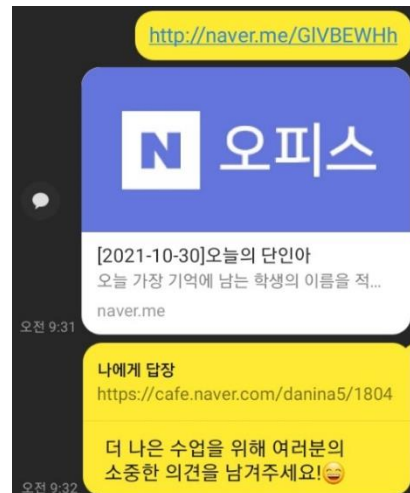 http://naver.me/GlVBEWHh
N 오피스
[2021-10-30]오늘의 단인아
오늘 가장 기억에 남는 학생의 이름을 적...
naver.me
오전 9:31
나에게 답장
https://cafe.naver.com/danina5/1804
더 나은 수업을 위해 여러분의
소중한 의견을 남겨주세요!😄
오전 9:32